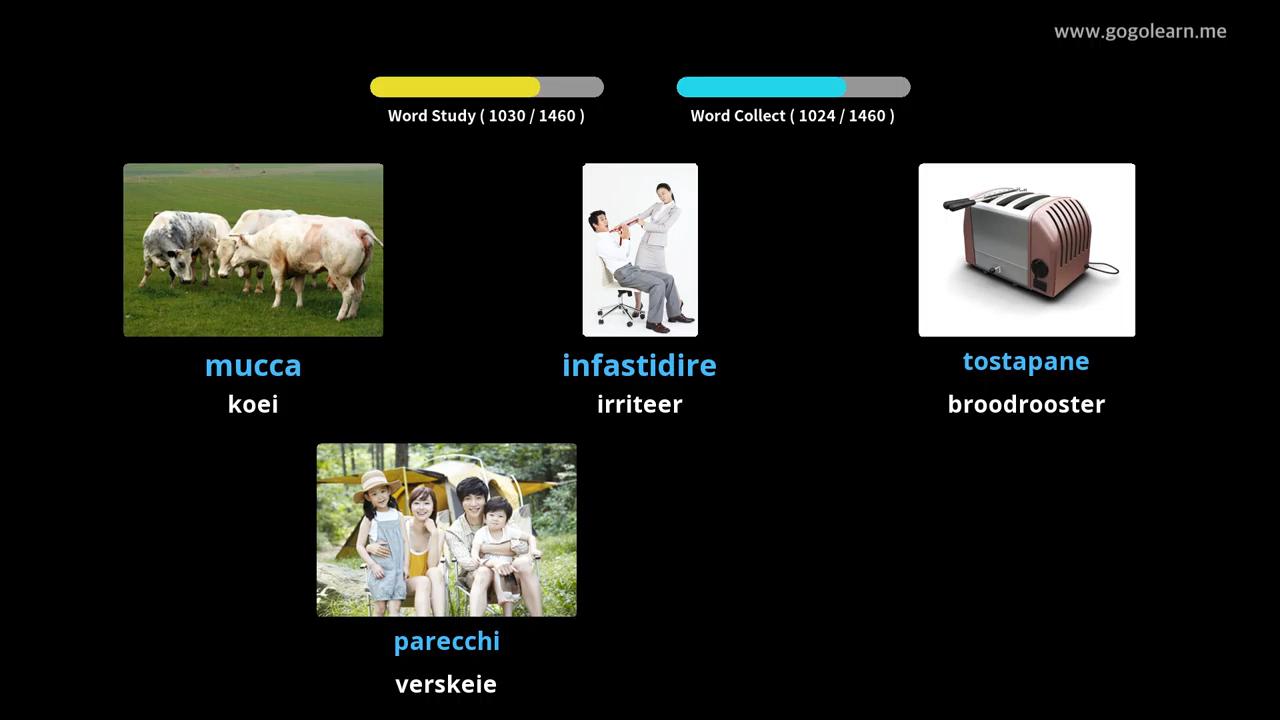 www.gogolearn.me
Word Study ( 1030 / 1460 )
Word Collect ( 1024 / 1460 )
mucca
koei
infastidire
irriteer
tostapane
broodrooster
parecchi
verskeie